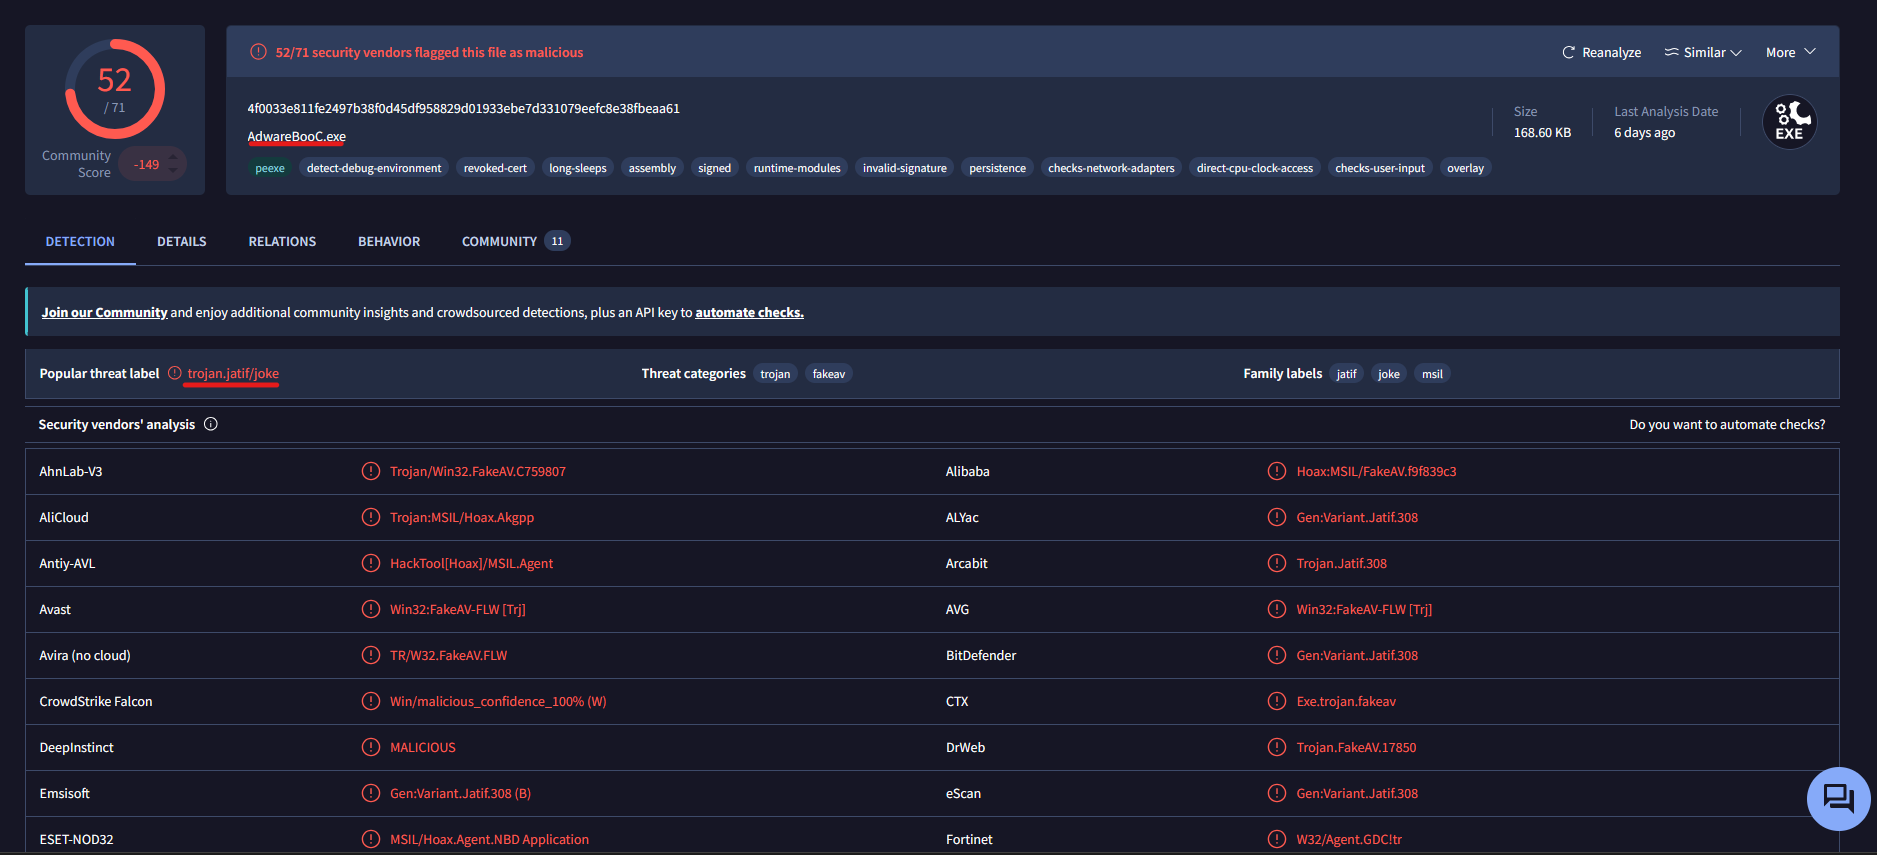 52
/ 71
Community Score
-149
52/71 security vendors flagged this file as malicious
Reanalyze
Similar
More
4f0033e811fe2497b38f0d45df958829d01933ebe7d331079eefc8e38fbeaa61
AdwareBooC.exe
Size
168.60 KB
Last Analysis Date
6 days ago
EXE
peexe detect-debug-environment revoked-cert long-sleeps assembly signed runtime-modules invalid-signature persistence checks-network-adapters direct-cpu-clock-access checks-user-input overlay
DETECTION DETAILS RELATIONS BEHAVIOR COMMUNITY 11
Join our Community and enjoy additional community insights and crowdsourced detections, plus an API key to automate checks.
Popular threat label trojan.jatif/joke Threat categories trojan fakeav Family labels jatif joke msil
Security vendors' analysis Do you want to automate checks?
AhnLab-V3 Trojan/Win32.FakeAV.C759807 Alibaba Hoax:MSIL/FakeAV.f9f839c3
AliCloud Trojan:MSIL/Hoax.Akgpp ALYac Gen:Variant.Jatif.308
Antiy-AVL HackTool[Hoax]/MSIL.Agent Arcabit Trojan.Jatif.308
Avast Win32:FakeAV-FLW [Trj] AVG Win32:FakeAV-FLW [Trj]
Avira (no cloud) TR/W32.FakeAV.FLW BitDefender Gen:Variant.Jatif.308
CrowdStrike Falcon Win/malicious_confidence_100% (W) CTX Exe.trojan.fakeav
DeepInstinct MALICIOUS DrWeb Trojan.FakeAV.17850
Emsisoft Gen:Variant.Jatif.308 (B) eScan Gen:Variant.Jatif.308
ESET-NOD32 MSIL/Hoax.Agent.NBD Application Fortinet W32/Agent.GDC!tr